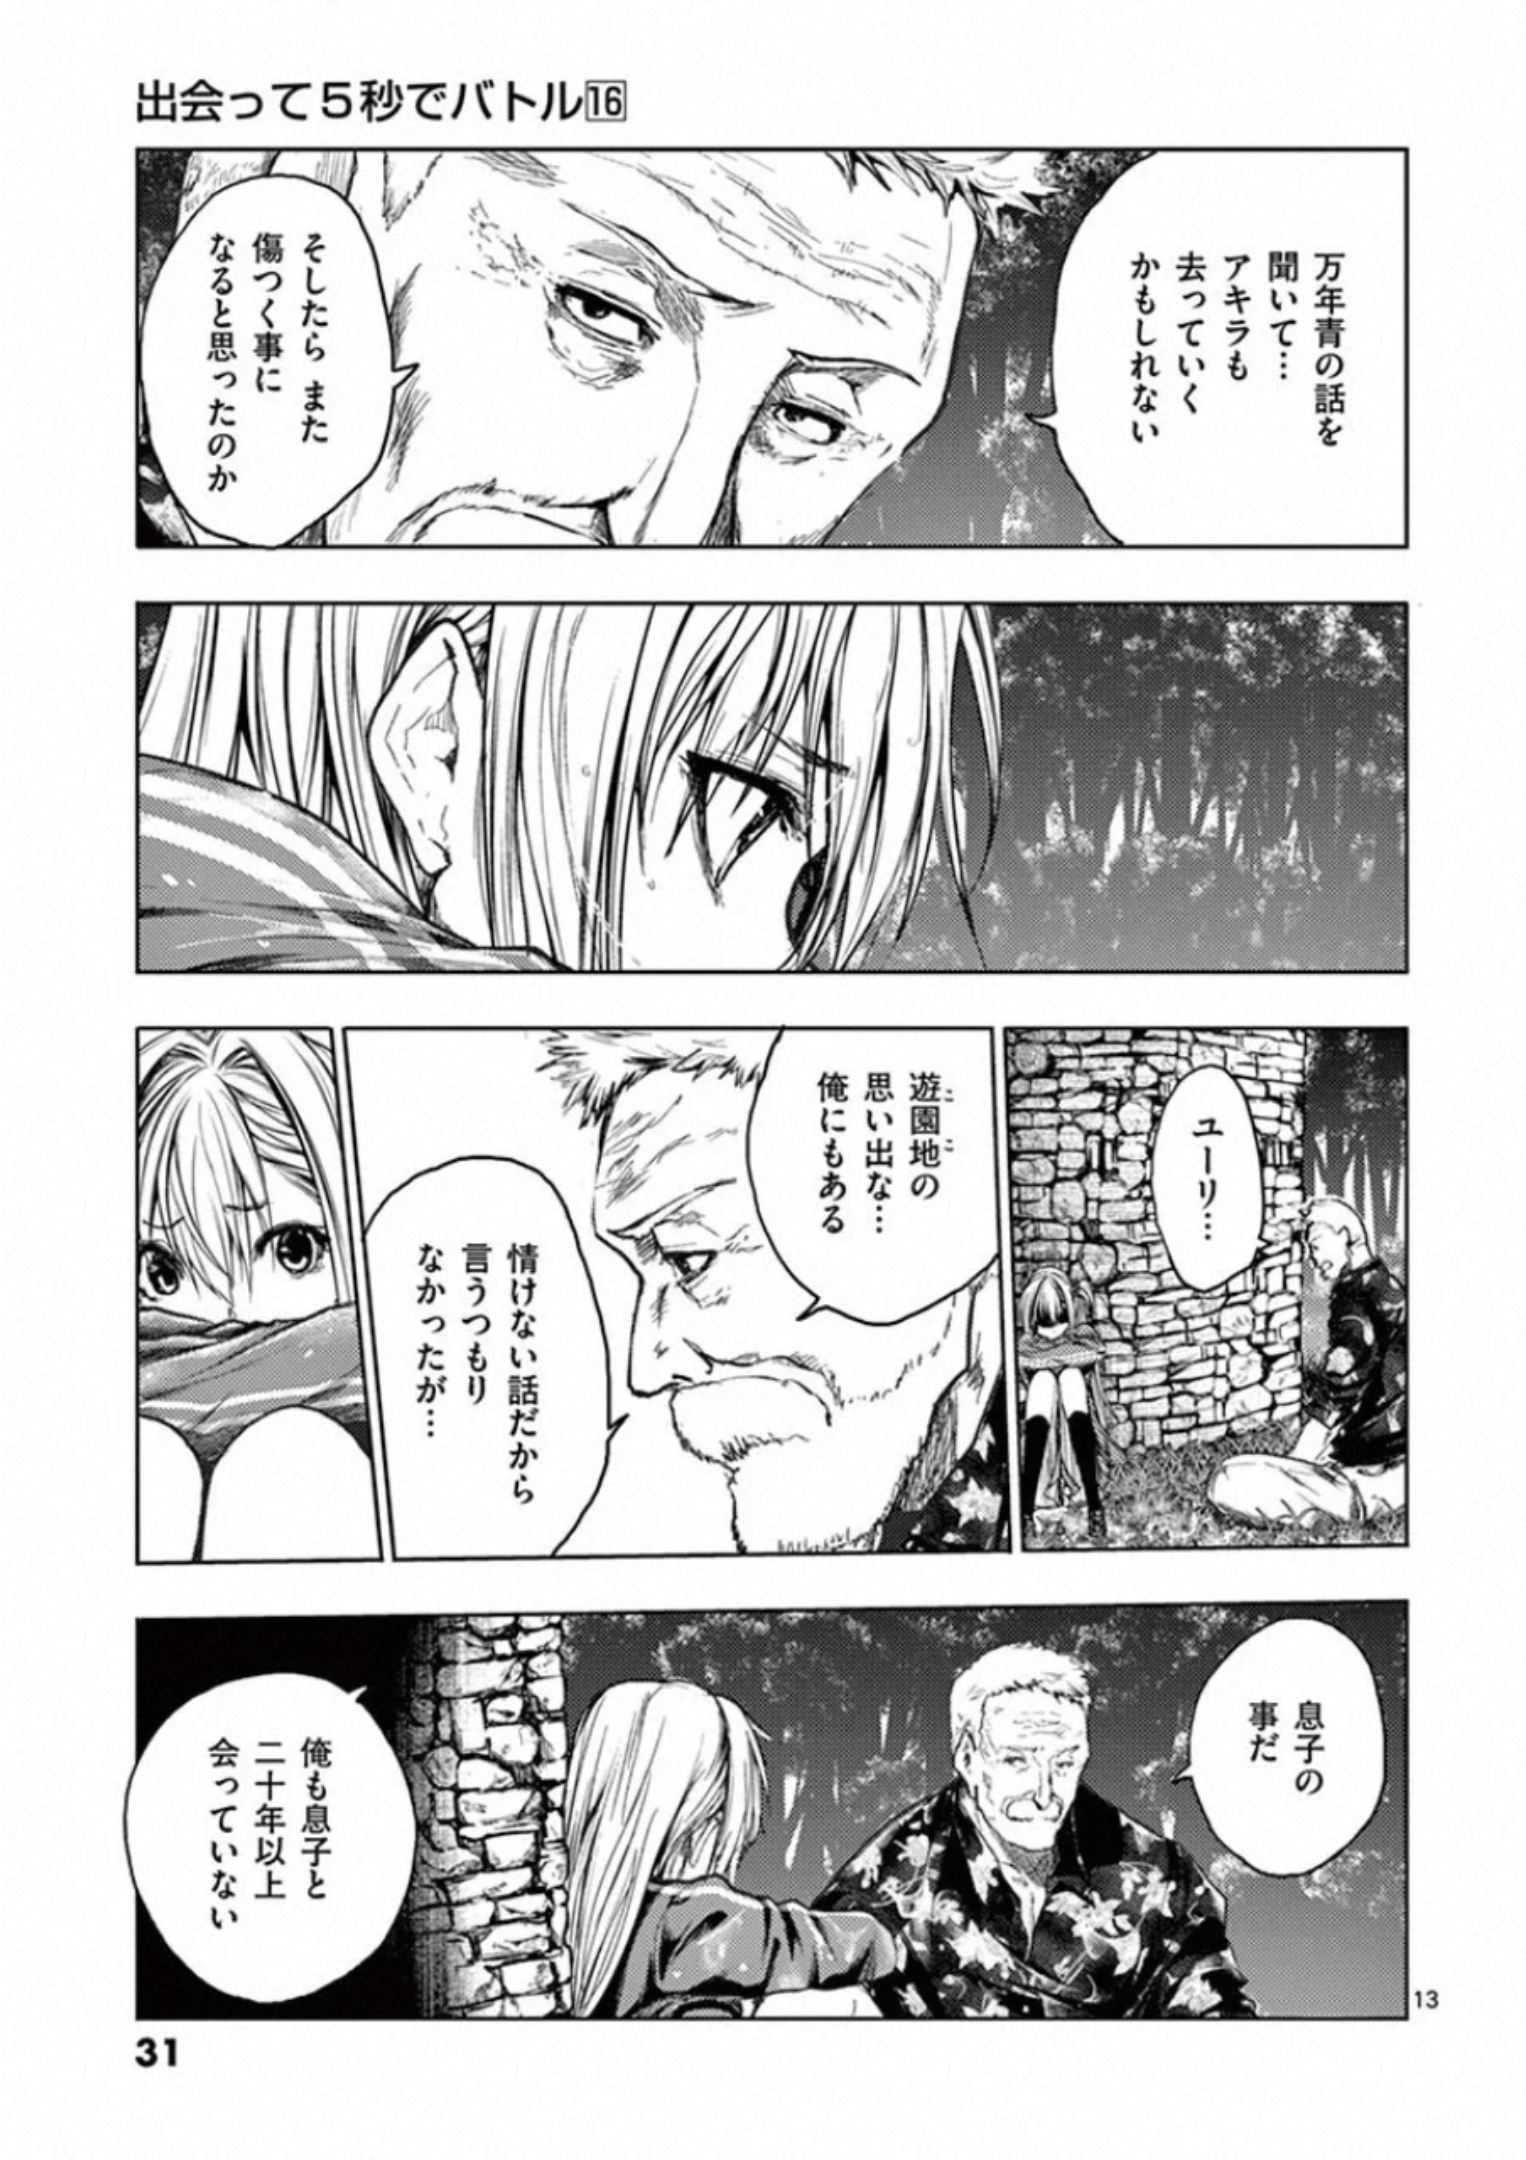 出会って5秒でバトル16
万年青の話を
聞いて…
アキラも
去っていく
かもしれない
そしたら また
傷つく事に
なると思ったのか
ユーリ…
遊園地の
ここ
思い出な…
俺にもある
情けない話だから
言うつもり
なかったが…
息子の
事だ
俺も息子と
二十年以上
会っていない
13
31